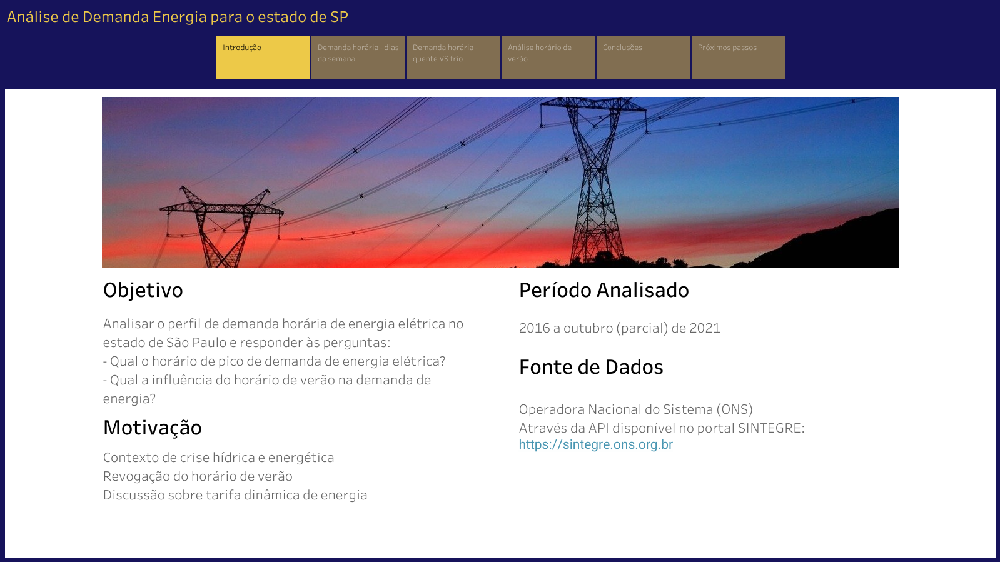 Análise de Demanda Energia para o estado de SP
Introdução
Demanda horária - dias
da semana
Demanda horária -
quente VS frio
Análise horário de
verão
Conclusões
Próximos passos
Objetivo
Analisar o perfil de demanda horária de energia elétrica no
estado de São Paulo e responder às perguntas:
- Qual o horário de pico de demanda de energia elétrica?
- Qual a influência do horário de verão na demanda de
energia?
Motivação
Contexto de crise hídrica e energética
Revogação do horário de verão
Discussão sobre tarifa dinâmica de energia
Período Analisado
2016 a outubro (parcial) de 2021
Fonte de Dados
Operadora Nacional do Sistema (ONS)
Através da API disponível no portal SINTEGRE:
https://sintegre.ons.org.br